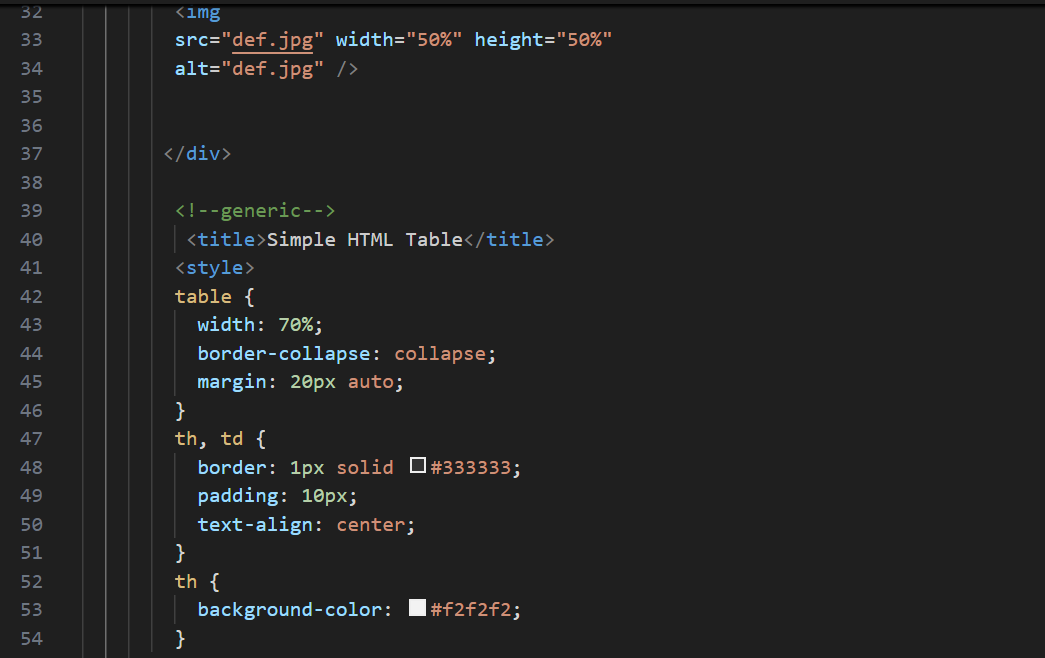 32 <img
33 src="def.jpg" width="50%" height="50%"
34 alt="def.jpg" />
35
36
37 </div>
38
39 <!--generic-->
40 <title>Simple HTML Table</title>
41 <style>
42 table {
43 width: 70%;
44 border-collapse: collapse;
45 margin: 20px auto;
46 }
47 th, td {
48 border: 1px solid #333333;
49 padding: 10px;
50 text-align: center;
51 }
52 th {
53 background-color: #f2f2f2;
54 }